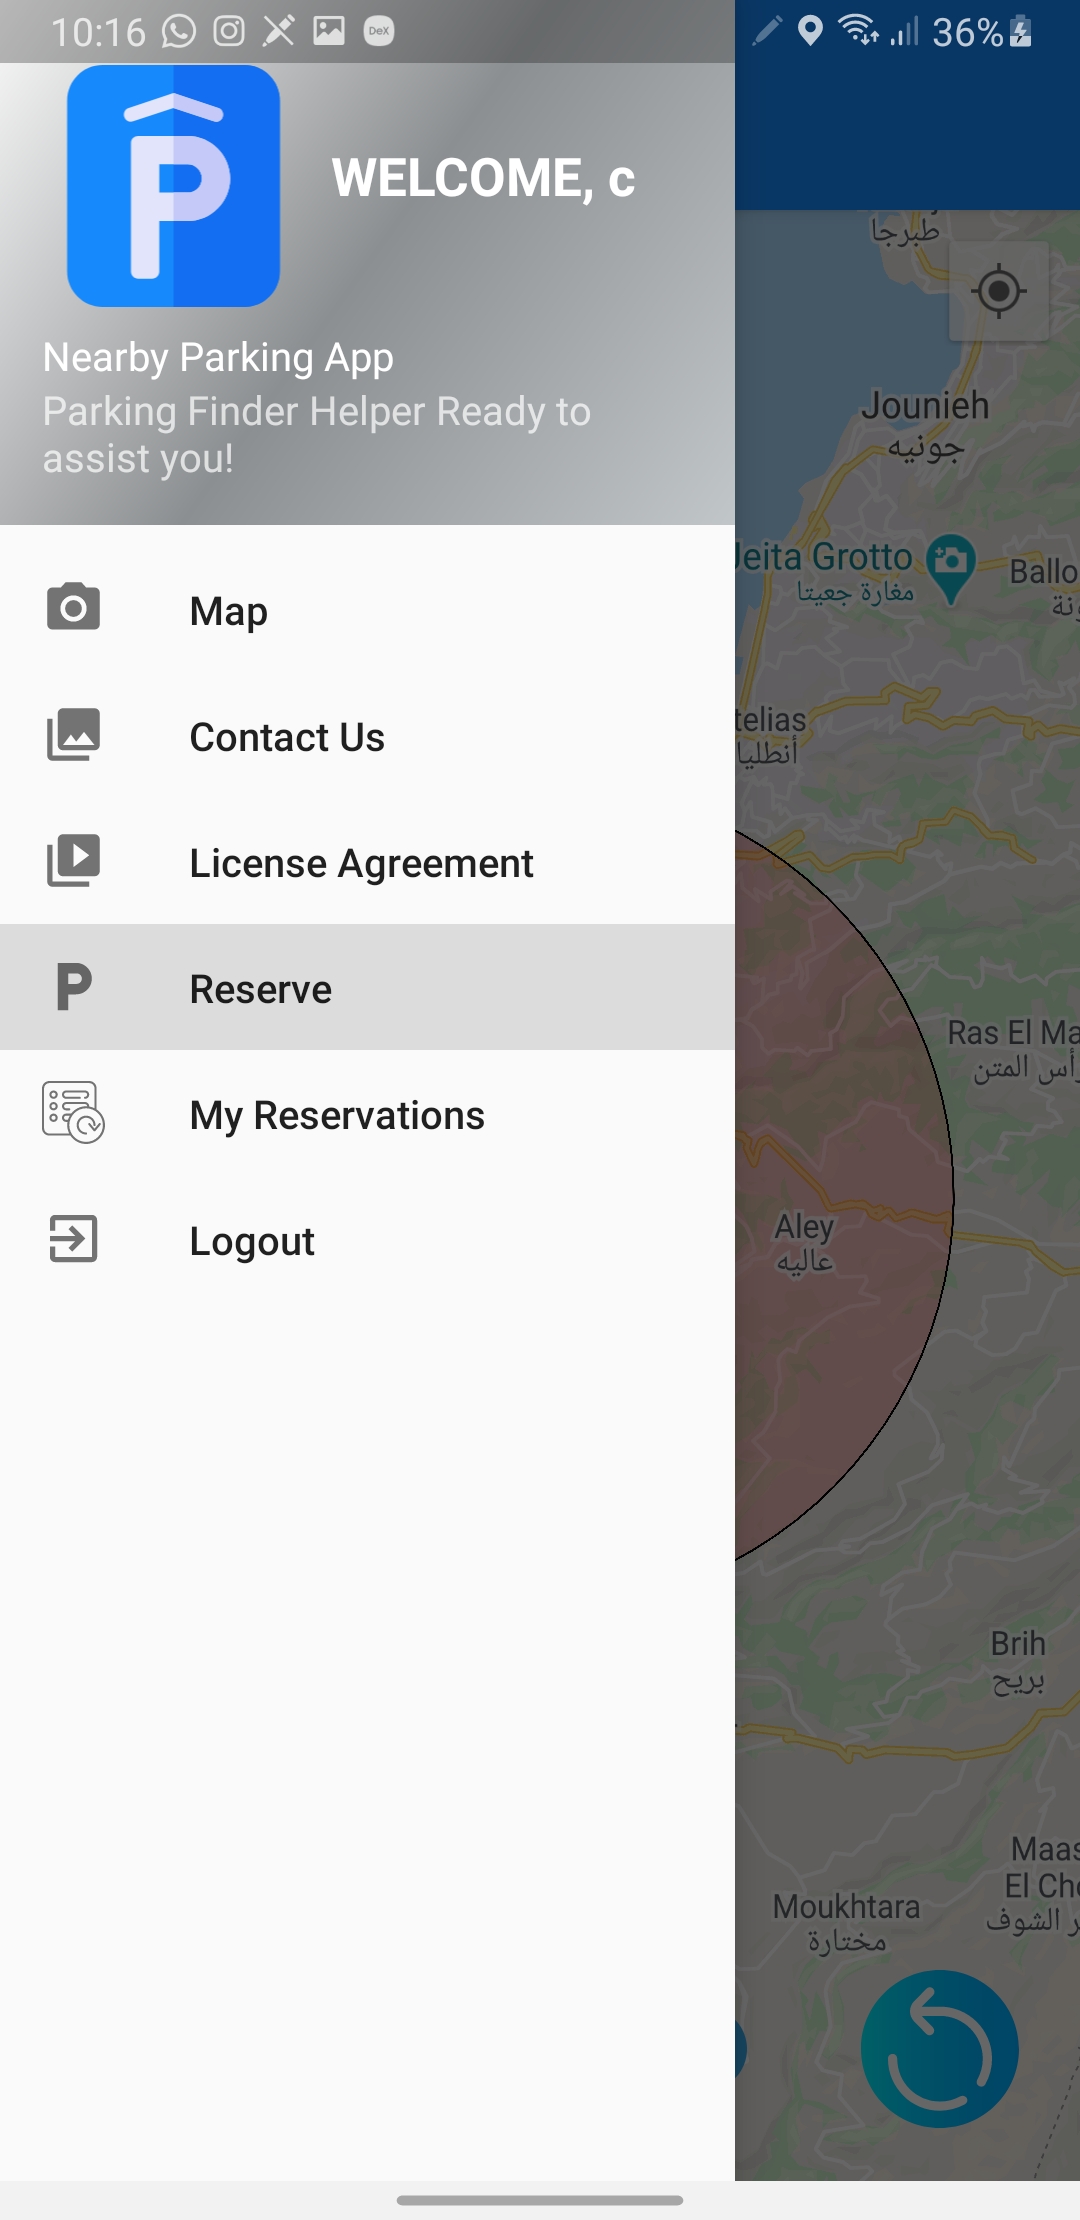 10:16
DeX
36%
P
WELCOME, c
Nearby Parking App
Parking Finder Helper Ready to
assist you!
Map
Contact Us
License Agreement
P
Reserve
My Reservations
Logout
طبرجا
Jounieh
جونيه
Jeita Grotto
مغارة جعيتا
Ballo
ونة
telias
أنطليا
Ras El Ma
رأس المتن
Aley
عاليه
Brih
بريح
Maas
El Cho
ر الشوف
Moukhtara
مختارة